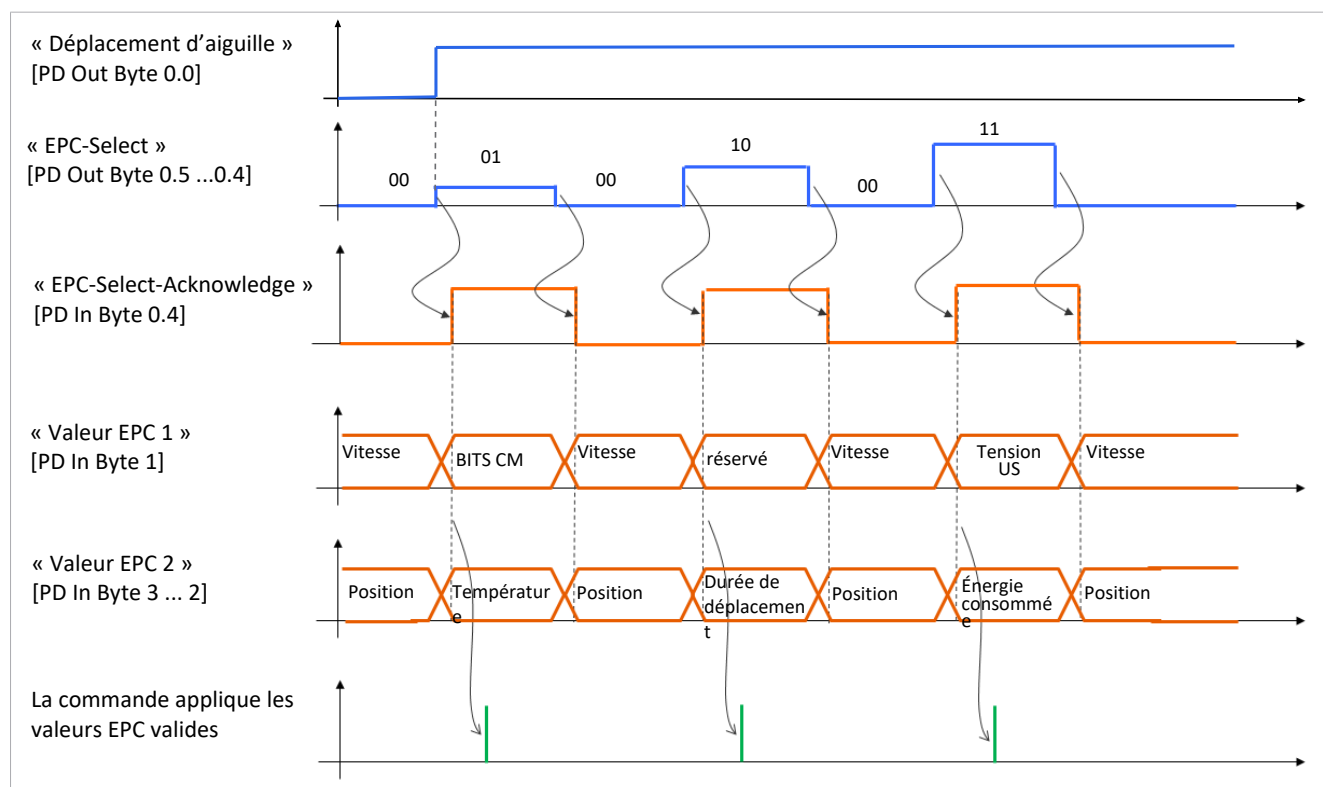 « Déplacement d'aiguille »
[PD Out Byte 0.0]
« EPC-Select »
[PD Out Byte 0.5 ...0.4]
00
01
00
10
00
11
« EPC-Select-Acknowledge »
[PD In Byte 0.4]
« Valeur EPC 1 »
[PD In Byte 1]
Vitesse
BITS CM
Vitesse
réservé
Vitesse
Tension
US
Vitesse
« Valeur EPC 2 »
[PD In Byte 3 ... 2]
Position
Températur
e
Position
Durée de
déplacemen
t
Position
Énergie
consommé
e
Position
La commande applique les
valeurs EPC valides